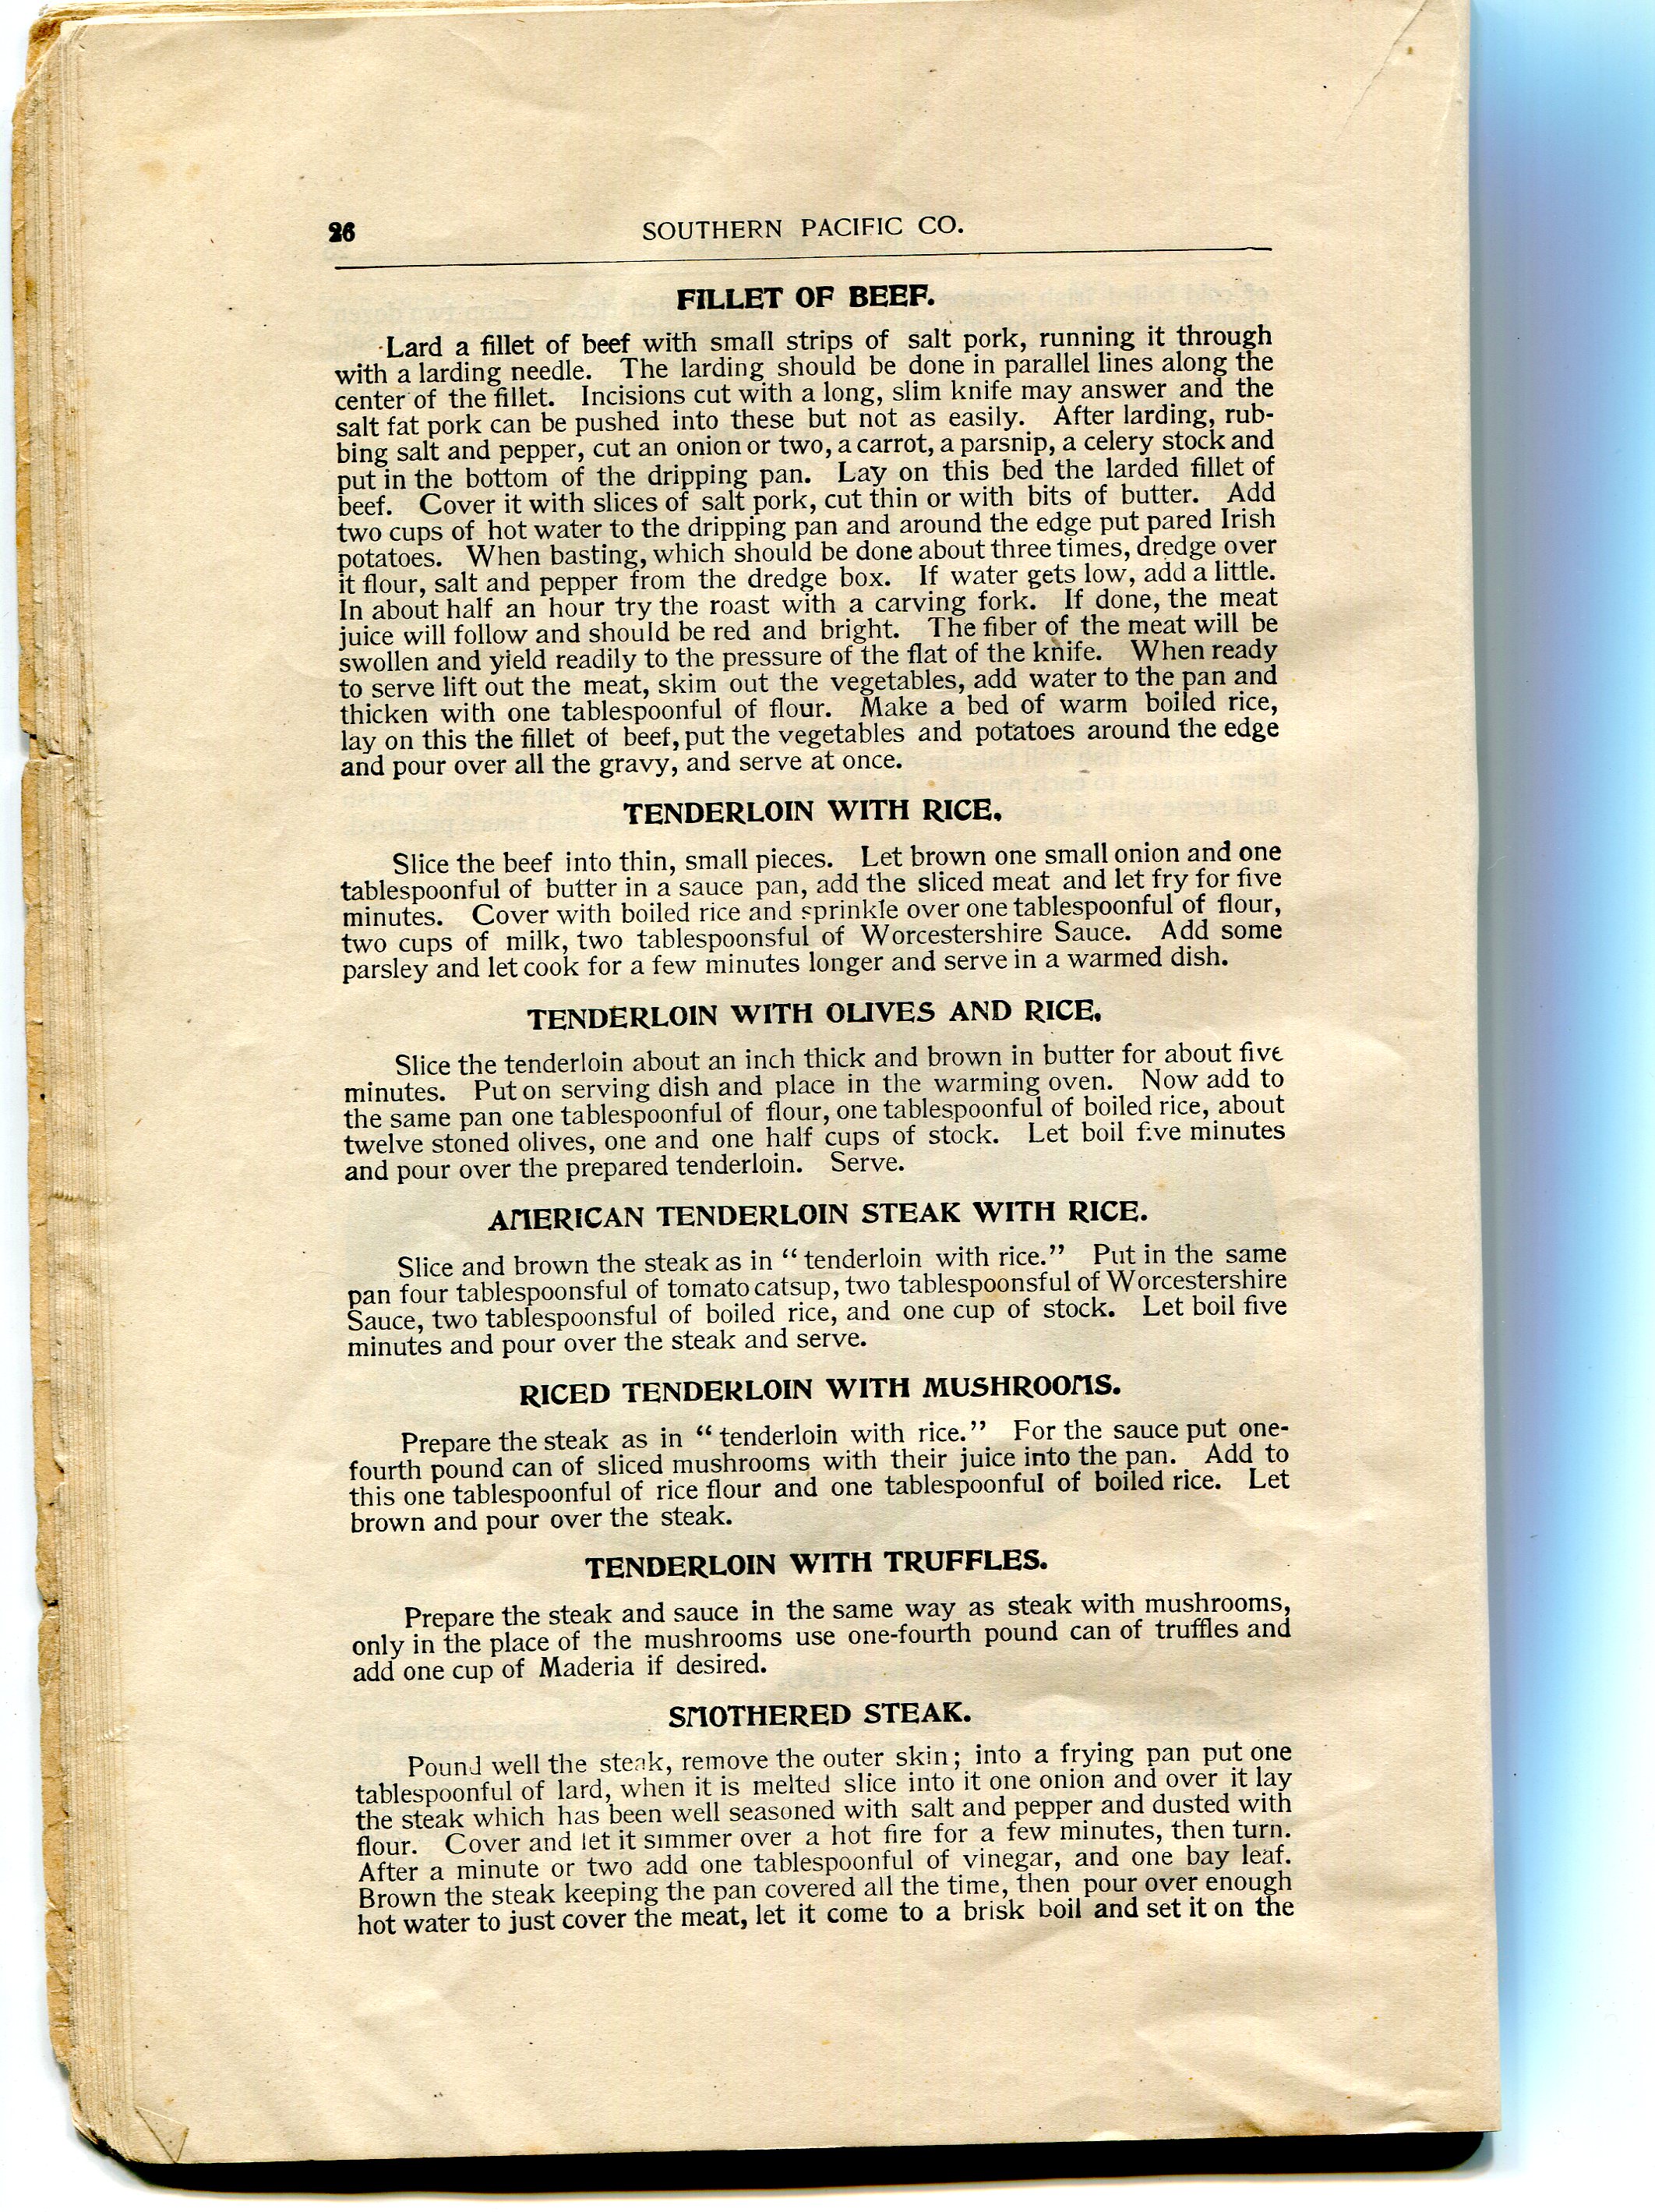 26
SOUTHERN PACIFIC CO.
FILLET OF BEEF.
Lard a fillet of beef with small strips of salt pork, running it through
with a larding needle. The larding should be done in parallel lines along the
center of the fillet. Incisions cut with a long, slim knife may answer and the
salt fat pork can be pushed into these but not as easily. After larding, rub-
bing salt and pepper, cut an onion or two, a carrot, a parsnip, a celery stock and
put in the bottom of the dripping pan. Lay on this bed the larded fillet of
beef. Cover it with slices of salt pork, cut thin or with bits of butter. Add
two cups of hot water to the dripping pan and around the edge put pared Irish
potatoes. When basting, which should be done about three times, dredge over
it flour, salt and pepper from the dredge box. If water gets low, add a little.
In about half an hour try the roast with a carving fork. If done, the meat
juice will follow and should be red and bright. The fiber of the meat will be
swollen and yield readily to the pressure of the flat of the knife. When ready
to serve lift out the meat, skim out the vegetables, add water to the pan and
thicken with one tablespoonful of flour. Make a bed of warm boiled rice,
lay on this the fillet of beef, put the vegetables and potatoes around the edge
and pour over all the gravy, and serve at once.
TENDERLOIN WITH RICE.
Slice the beef into thin, small pieces. Let brown one small onion and one
tablespoonful of butter in a sauce pan, add the sliced meat and let fry for five
minutes. Cover with boiled rice and sprinkle over one tablespoonful of flour,
two cups of milk, two tablespoonsful of Worcestershire Sauce. Add some
parsley and let cook for a few minutes longer and serve in a warmed dish.
TENDERLOIN WITH OLIVES AND RICE.
Slice the tenderloin about an inch thick and brown in butter for about five
minutes. Put on serving dish and place in the warming oven. Now add to
the same pan one tablespoonful of flour, one tablespoonful of boiled rice, about
twelve stoned olives, one and one half cups of stock. Let boil five minutes
and pour over the prepared tenderloin. Serve.
AMERICAN TENDERLOIN STEAK WITH RICE.
Slice and brown the steak as in "tenderloin with rice." Put in the same
pan four tablespoonsful of tomato catsup, two tablespoonsful of Worcestershire
Sauce, two tablespoonsful of boiled rice, and one cup of stock. Let boil five
minutes and pour over the steak and serve.
RICED TENDERLOIN WITH MUSHROOMS.
Prepare the steak as in "tenderloin with rice." For the sauce put one-
fourth pound can of sliced mushrooms with their juice into the pan. Add to
this one tablespoonful of rice flour and one tablespoonful of boiled rice. Let
brown and pour over the steak.
TENDERLOIN WITH TRUFFLES.
Prepare the steak and sauce in the same way as steak with mushrooms,
only in the place of the mushrooms use one-fourth pound can of truffles and
add one cup of Maderia if desired.
SMOTHERED STEAK.
Pound well the steak, remove the outer skin; into a frying pan put one
tablespoonful of lard, when it is melted slice into it one onion and over it lay
the steak which has been well seasoned with salt and pepper and dusted with
flour. Cover and let it simmer over a hot fire for a few minutes, then turn.
After a minute or two add one tablespoonful of vinegar, and one bay leaf.
Brown the steak keeping the pan covered all the time, then pour over enough
hot water to just cover the meat, let it come to a brisk boil and set it on the